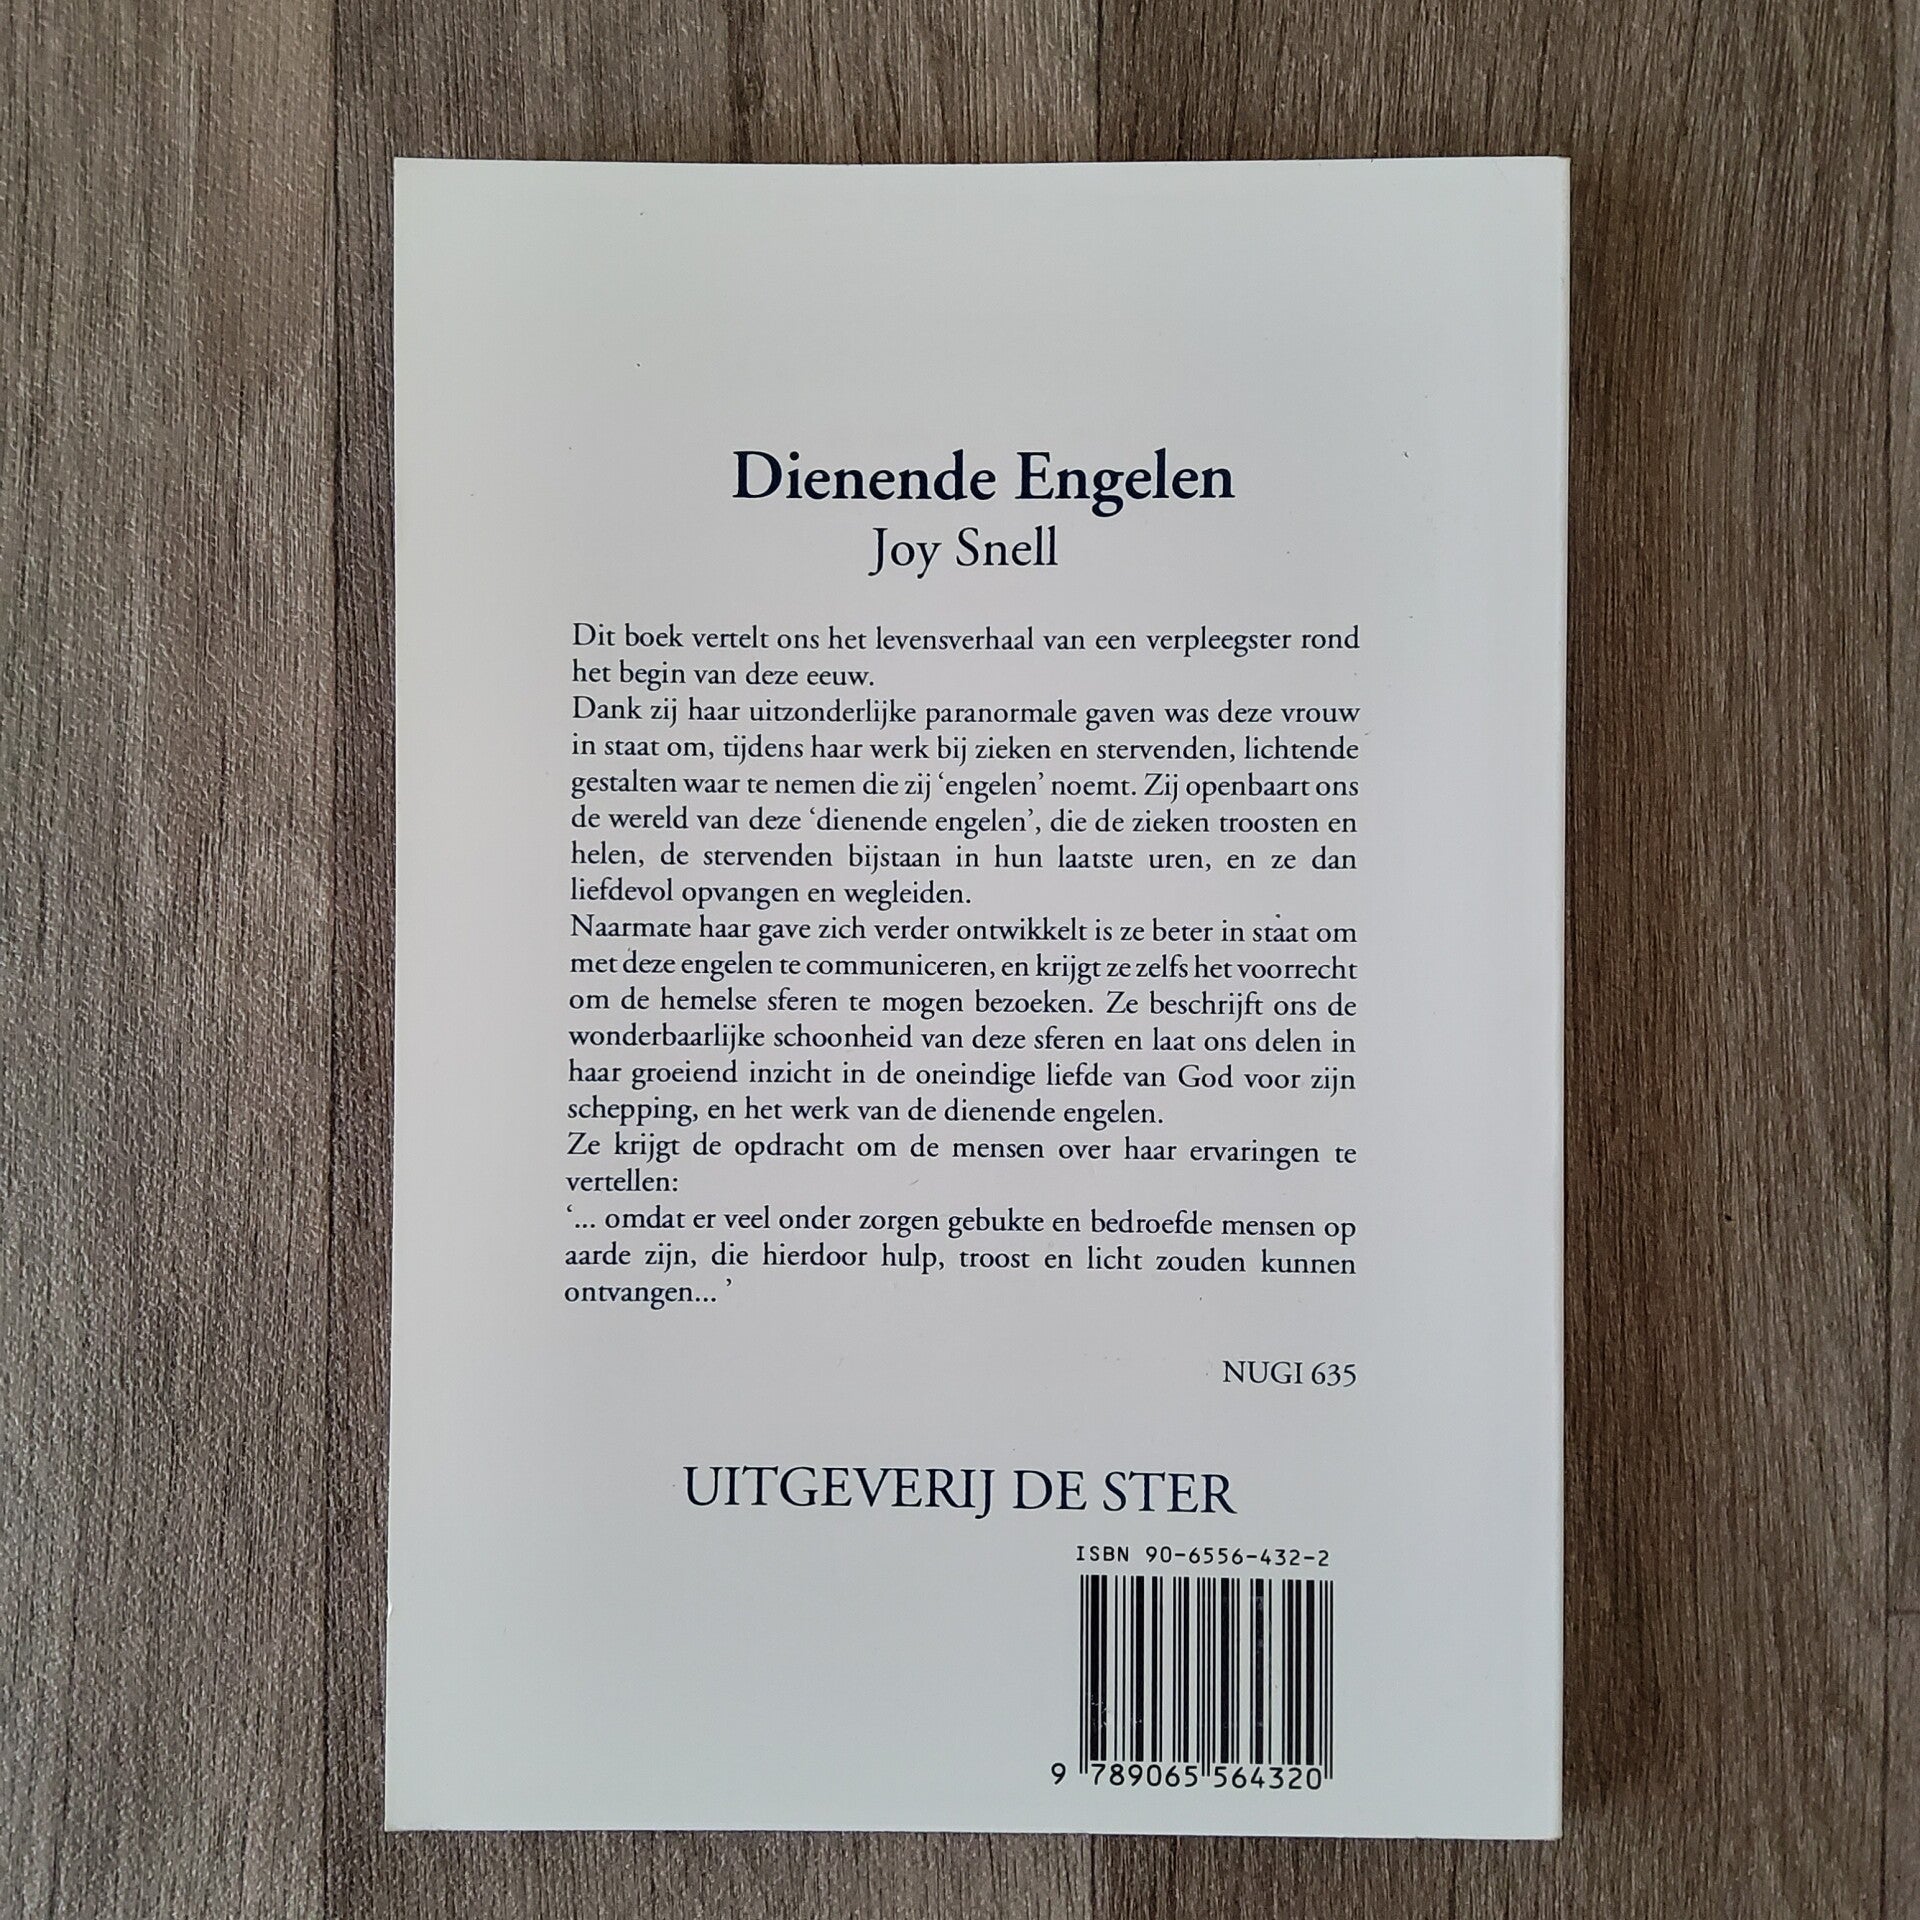 Dienende Engelen
Joy Snell
Dit boek vertelt ons het levensverhaal van een verpleegster rond
het begin van deze eeuw.
Dank zij haar uitzonderlijke paranormale gaven was deze vrouw
in staat om, tijdens haar werk bij zieken en stervenden, lichtende
gestalten waar te nemen die zij ‘engelen’ noemt. Zij openbaart ons
de wereld van deze ‘dienende engelen’, die de zieken troosten en
helen, de stervenden bijstaan in hun laatste uren, en ze dan
liefdevol opvangen en wegleiden.
Naarmate haar gave zich verder ontwikkelt is ze beter in staat om
met deze engelen te communiceren, en krijgt ze zelfs het voorrecht
om de hemelse sferen te mogen bezoeken. Ze beschrijft ons de
wonderbaarlijke schoonheid van deze sferen en laat ons delen in
haar groeiend inzicht in de oneindige liefde van God voor zijn
schepping, en het werk van de dienende engelen.
Ze krijgt de opdracht om de mensen over haar ervaringen te
vertellen:
‘... omdat er veel onder zorgen gebukte en bedroefde mensen op
aarde zijn, die hierdoor hulp, troost en licht zouden kunnen
ontvangen... ’
NUGI 635
UITGEVERIJ DE STER
ISBN 90-6556-432-2
9 789065 564320